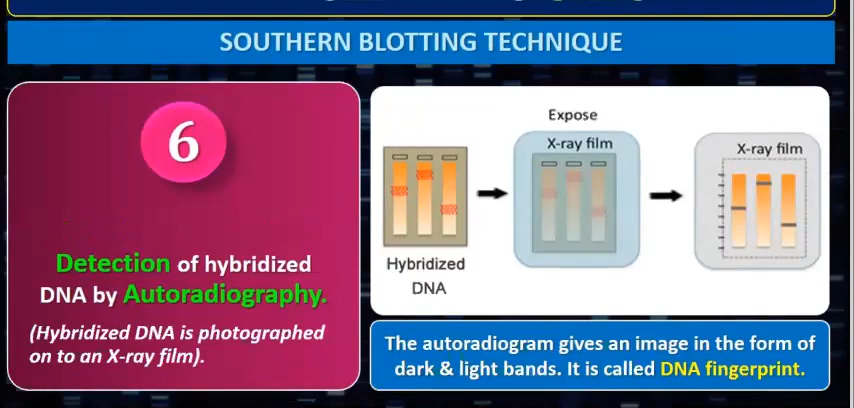 SOUTHERN BLOTTING TECHNIQUE
6
Detection of hybridized
DNA by Autoradiography.
(Hybridized DNA is photographed
on to an X-ray film).
Expose
X-ray film
X-ray film
Hybridized
DNA
The autoradiogram gives an image in the form of
dark & light bands. It is called DNA fingerprint.